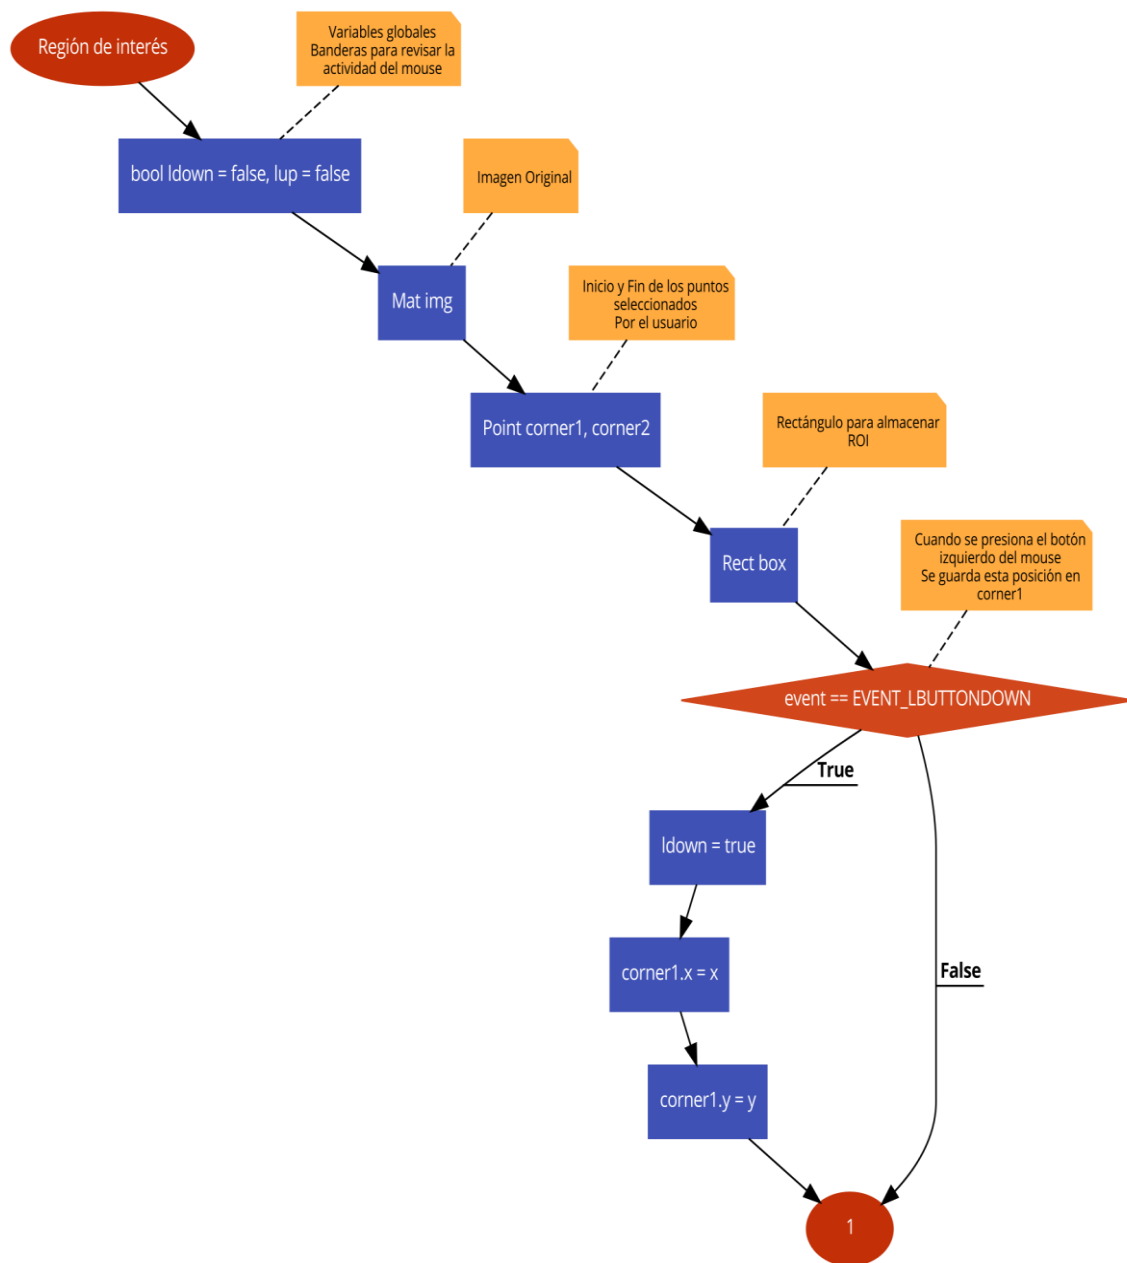 Región de interés
Variables globales
Banderas para revisar la
actividad del mouse
bool ldown = false, lup = false
Imagen Original
Mat img
Inicio y Fin de los puntos
seleccionados
Por el usuario
Point corner1, corner2
Rectángulo para almacenar
ROI
Rect box
Cuando se presiona el botón
izquierdo del mouse
Se guarda esta posición en
corner1
event == EVENT_LBUTTONDOWN
True
ldown = true
corner1.x = x
False
corner1.y = y
1